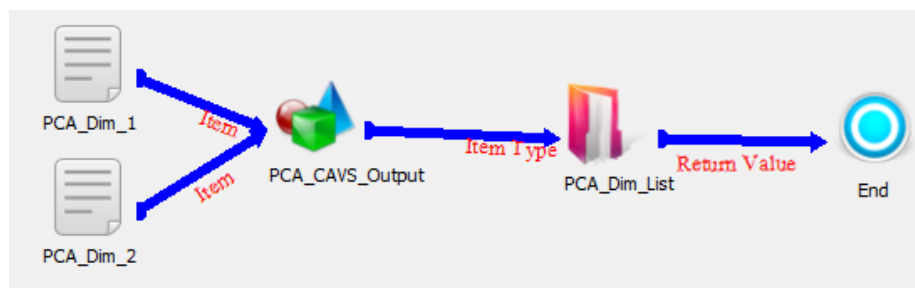 PCA_Dim_1
Item
PCA_CAVS_Output
Item Type
PCA_Dim_List
Return Value
End
Item
PCA_Dim_2